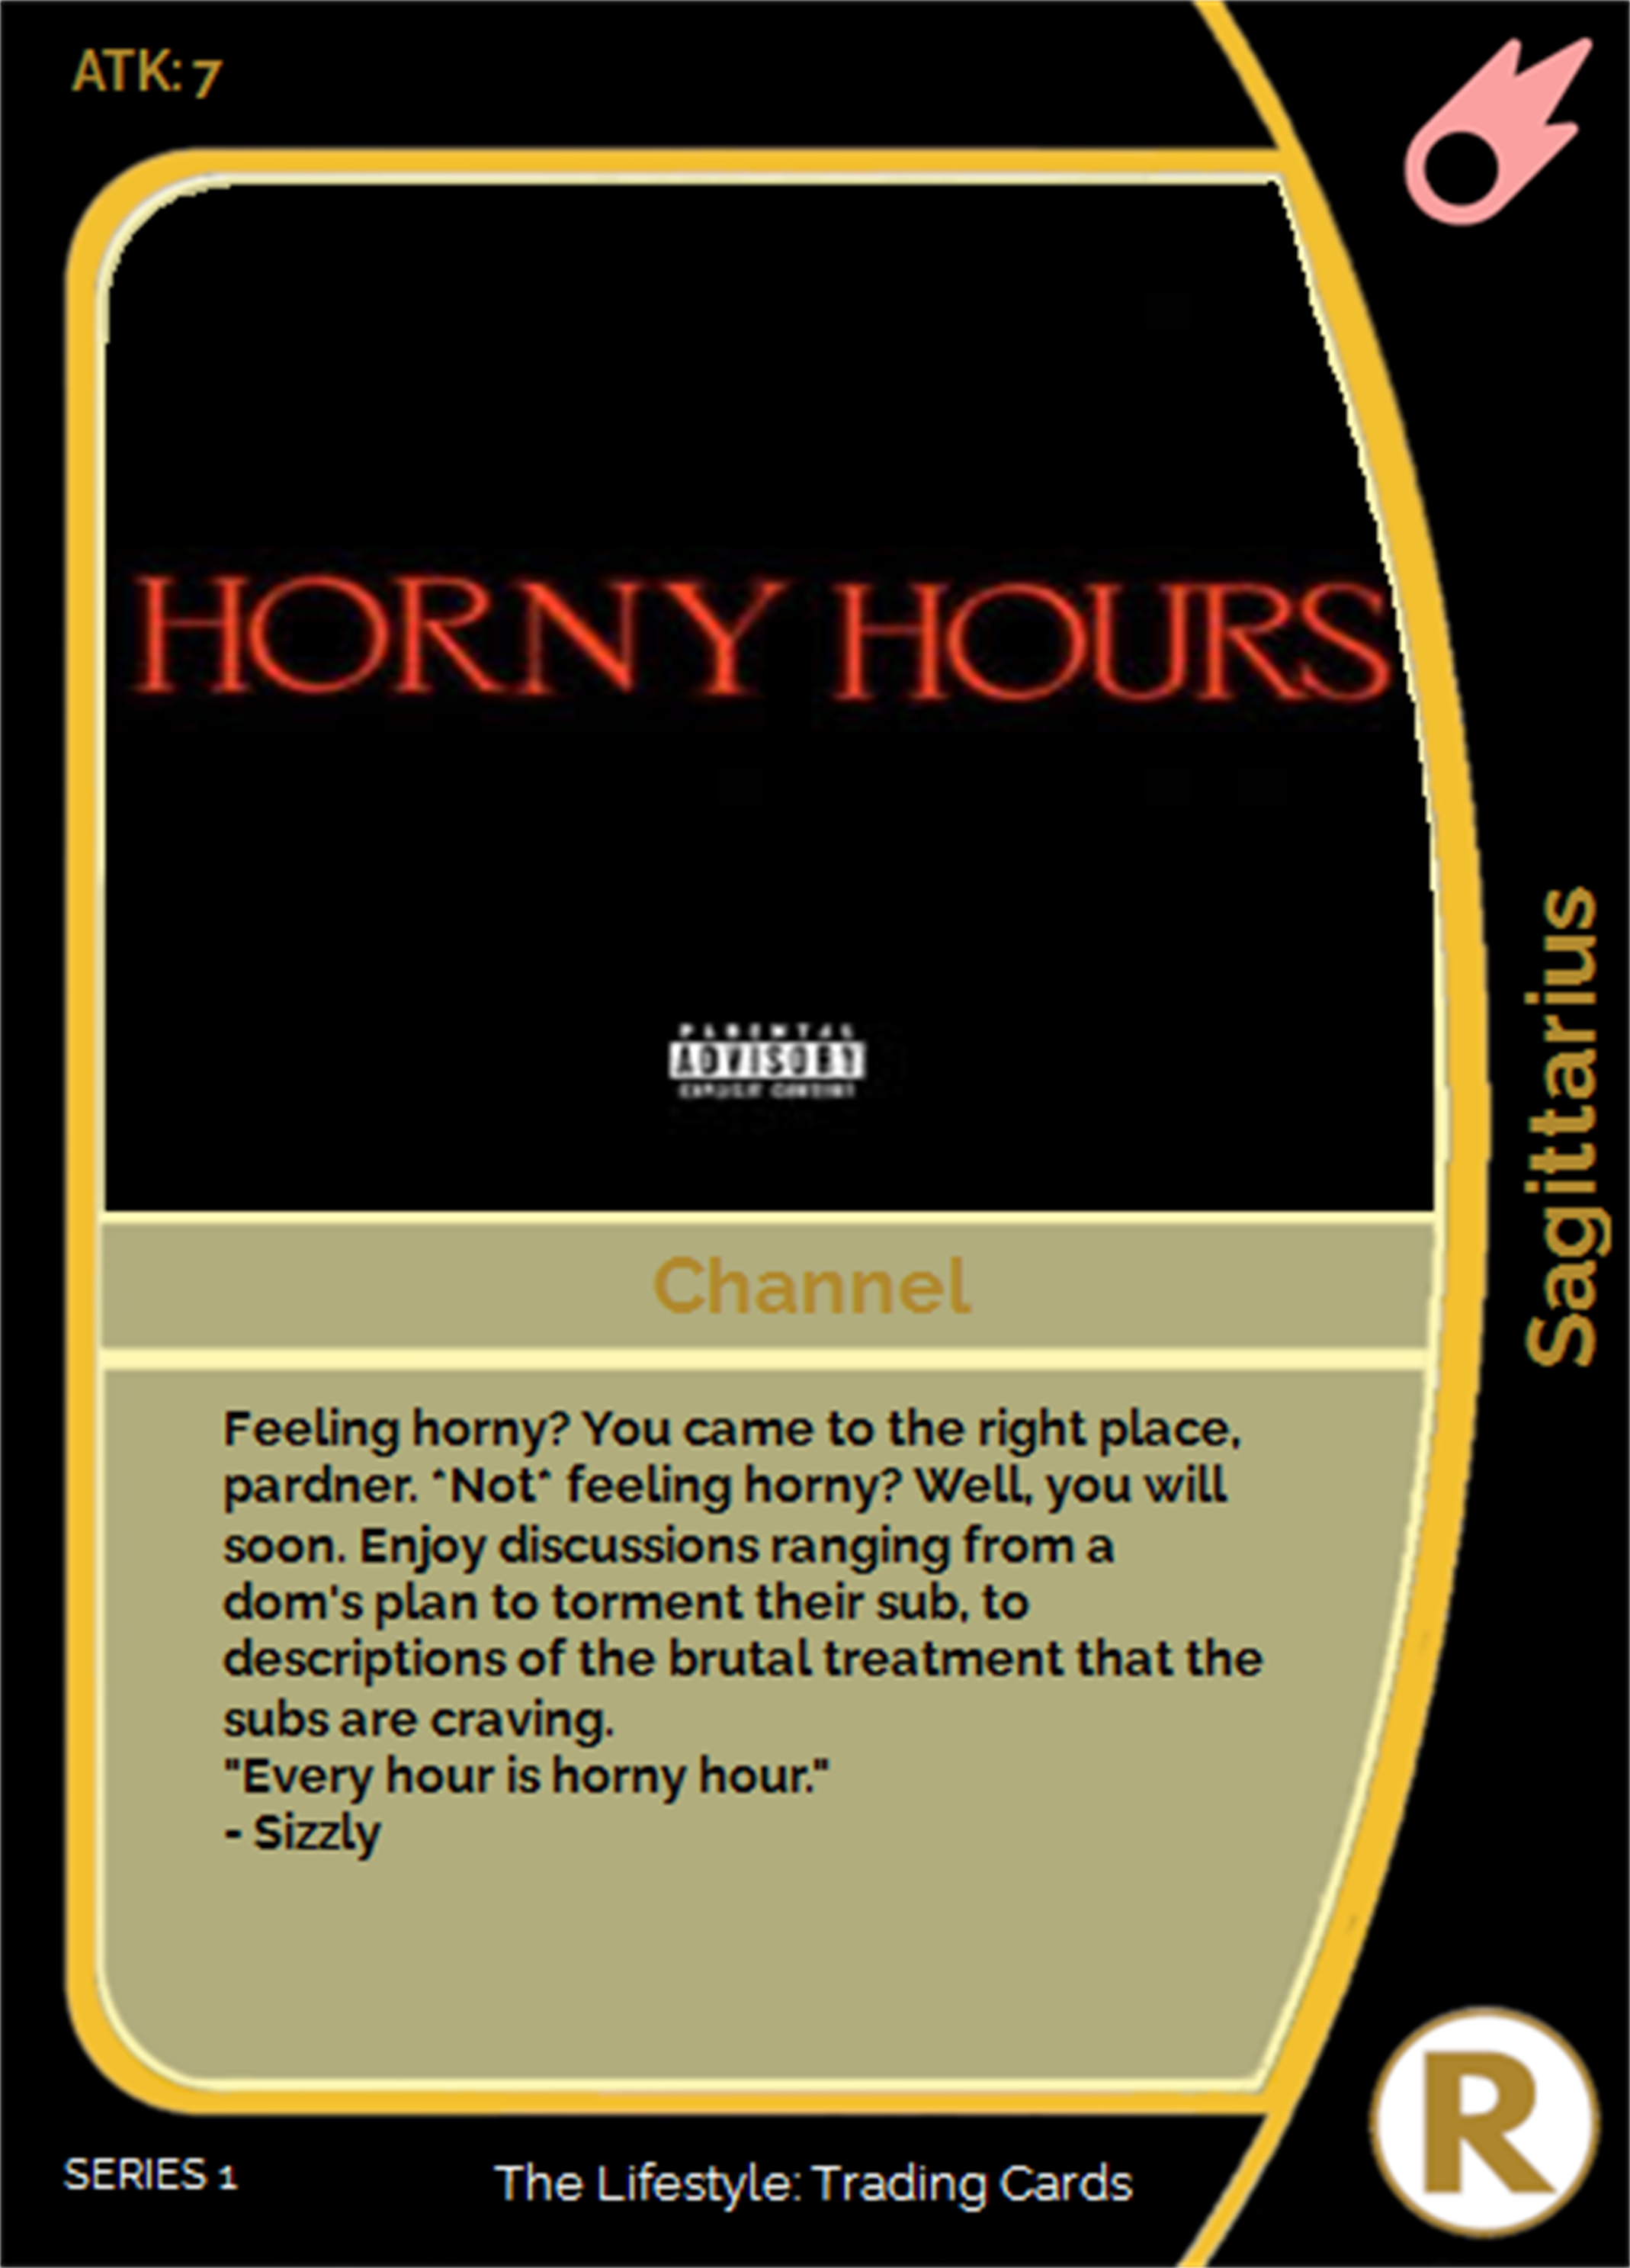 ATK: 7
HORNY HOURS
PARENTAL
ADVISORY
EXPLICIT CONTENT
Sagittarius
Channel
Feeling horny? You came to the right place,
pardner. *Not* feeling horny? Well, you will
soon. Enjoy discussions ranging from a
dom's plan to torment their sub, to
descriptions of the brutal treatment that the
subs are craving.
"Every hour is horny hour."
- Sizzly
R
SERIES 1
The Lifestyle: Trading Cards